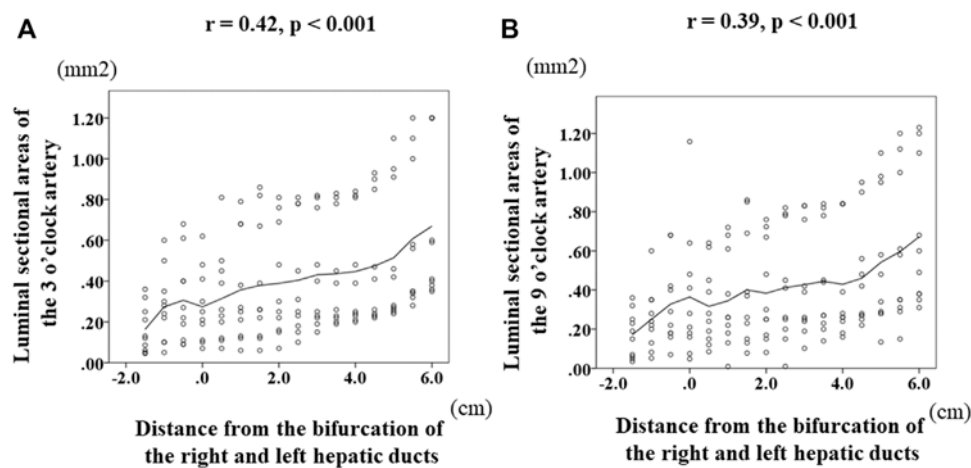 A
r = 0.42, p < 0.001
(mm2)
Luminal sectional areas of
the 3 o’clock artery
1.20
1.00
.80
.60
.40
.20
.00
-2.0
.0
2.0
4.0
6.0
(cm)
Distance from the bifurcation of
the right and left hepatic ducts
B
r = 0.39, p < 0.001
(mm2)
Luminal sectional areas of
the 9 o’clock artery
1.20
1.00
.80
.60
.40
.20
.00
-2.0
.0
2.0
4.0
6.0
(cm)
Distance from the bifurcation of
the right and left hepatic ducts